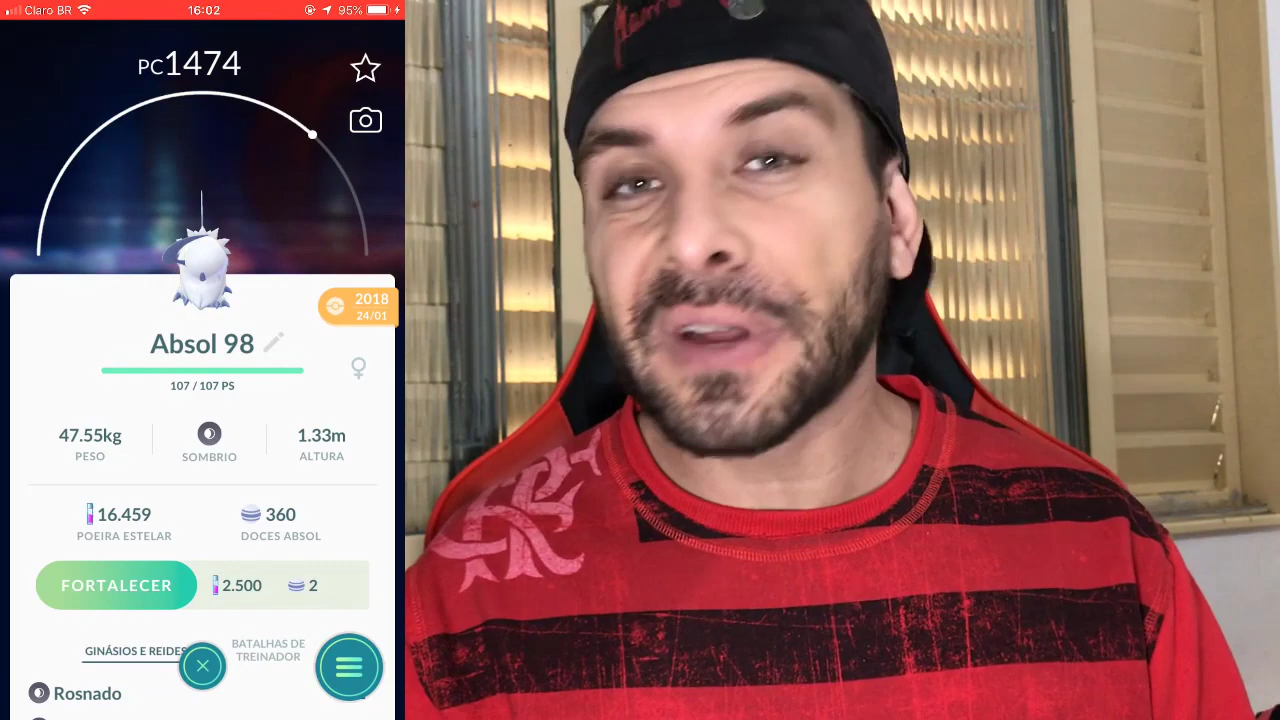 Claro BR 16:02 95%
PC1474
2018
24/01
Absol 98
107 / 107 PS
47.55kg 1.33m
PESO SOMBRIO ALTURA
16.459 360
POEIRA ESTELAR DOCES ABSOL
FORTALECER 2.500 2
GINÁSIOS E REIDES BATALHAS DE
TREINADOR
Rosnado